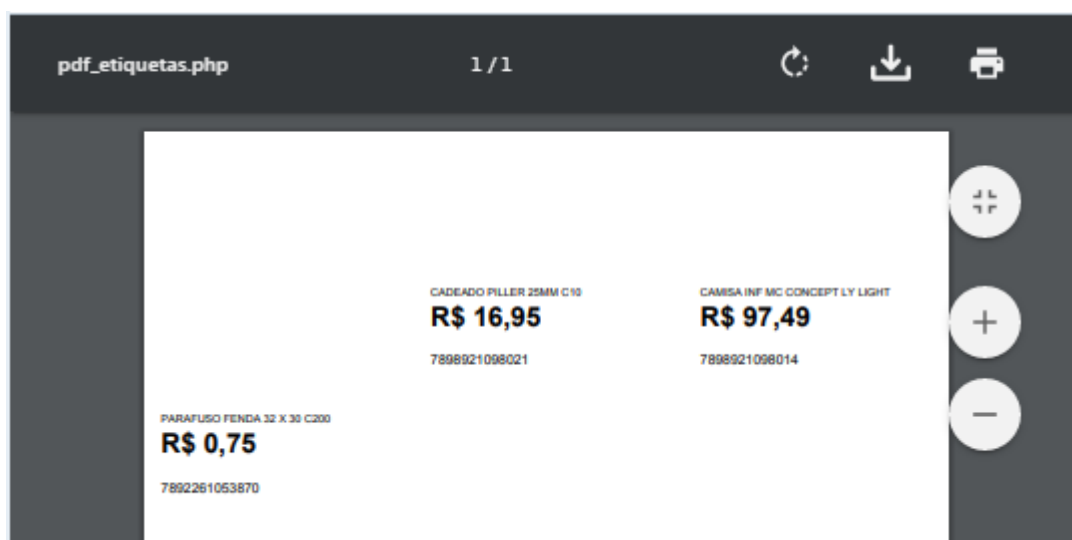 pdf_etiquetas.php
1/1
CADEADO PILLER 25MM C10
R$ 16,95
7898921098021
CAMISA INF MC CONCEPT LY LIGHT
R$ 97,49
7898921098014
PARAFUSO FENDA 32 X 30 C200
R$ 0,75
7892261053870